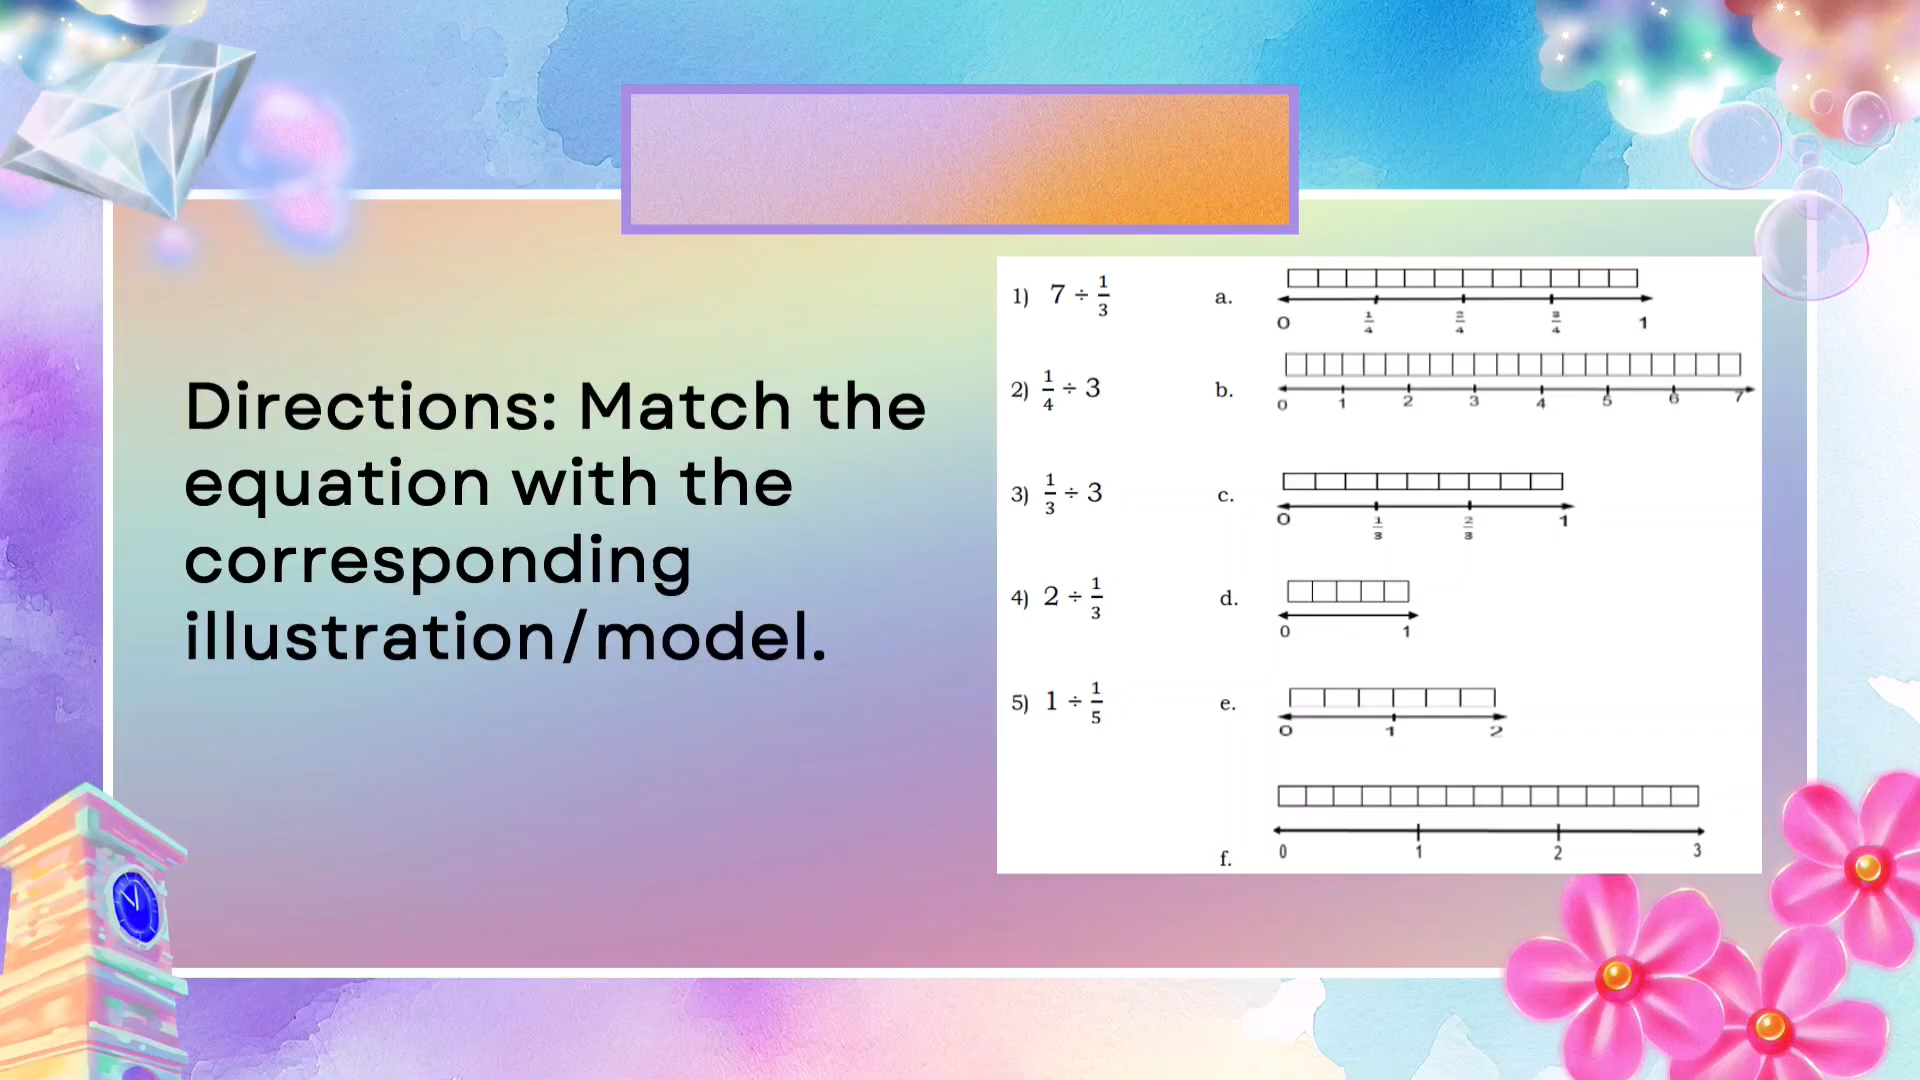 Directions: Match the
equation with the
corresponding
illustration/model.
1) 7 ÷ 1/3
a.
0 1/4 2/4 3/4 1
2) 1/4 ÷ 3
b.
0 1 2 3 4 5 6 7
3) 1/3 ÷ 3
c.
0 1/3 2/3 1
4) 2 ÷ 1/3
d.
0 1
5) 1 ÷ 1/5
e.
0 1 2
f.
0 1 2 3